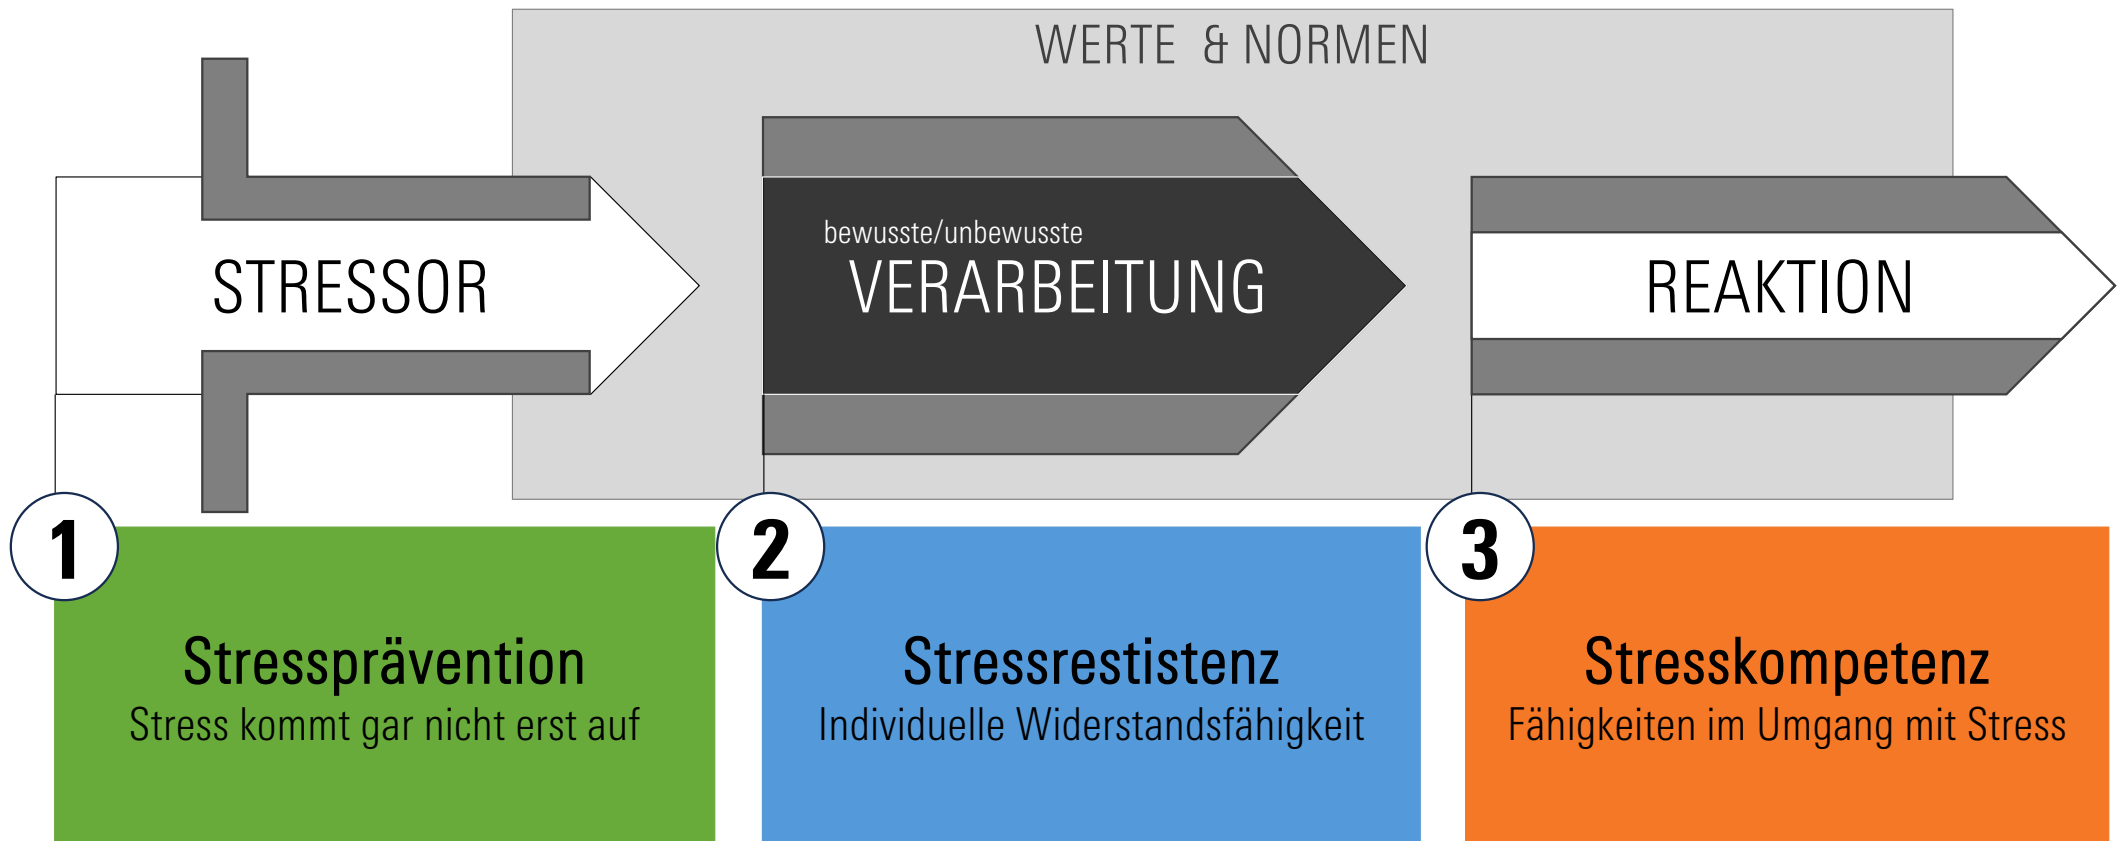 WERTE & NORMEN
STRESSOR
bewusste/unbewusste
VERARBEITUNG
REAKTION
1
Stressprävention
Stress kommt gar nicht erst auf
2
Stressrestistenz
Individuelle Widerstandsfähigkeit
3
Stresskompetenz
Fähigkeiten im Umgang mit Stress